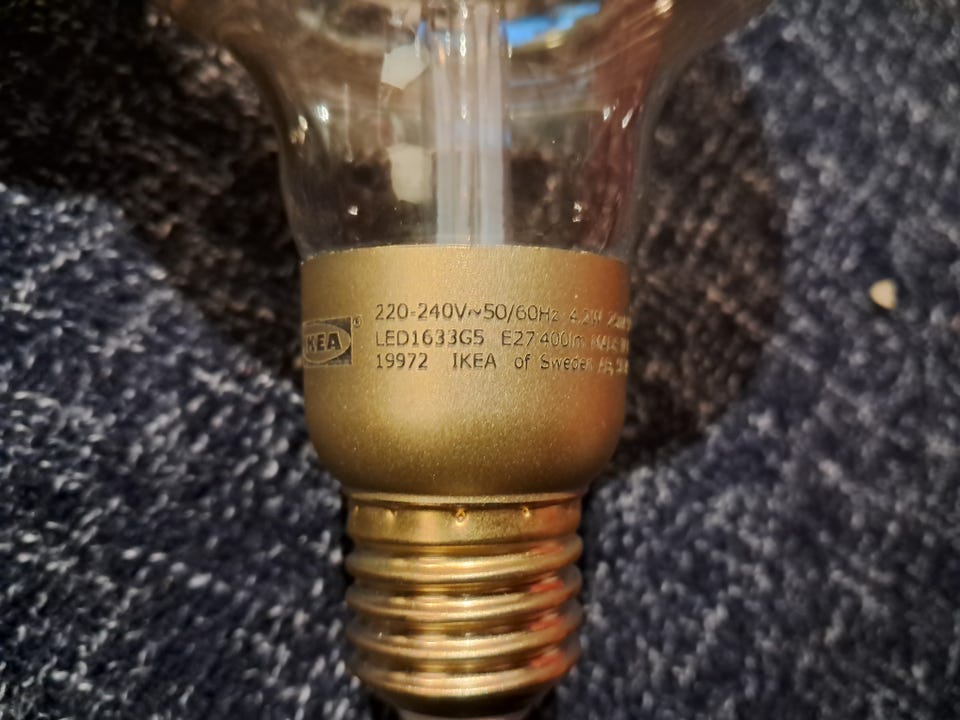 IKEA®
220-240V~50/60Hz 4.2W
LED1633G5 E27 400lm
19972 IKEA of Sweden